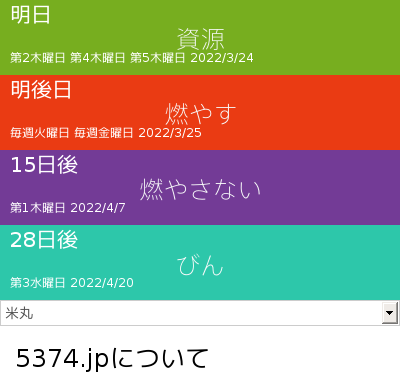 明日
資源
第2木曜日 第4木曜日 第5木曜日 2022/3/24
明後日
燃やす
毎週火曜日 毎週金曜日 2022/3/25
15日後
燃やさない
第1木曜日 2022/4/7
28日後
びん
第3水曜日 2022/4/20
米丸
5374.jpについて